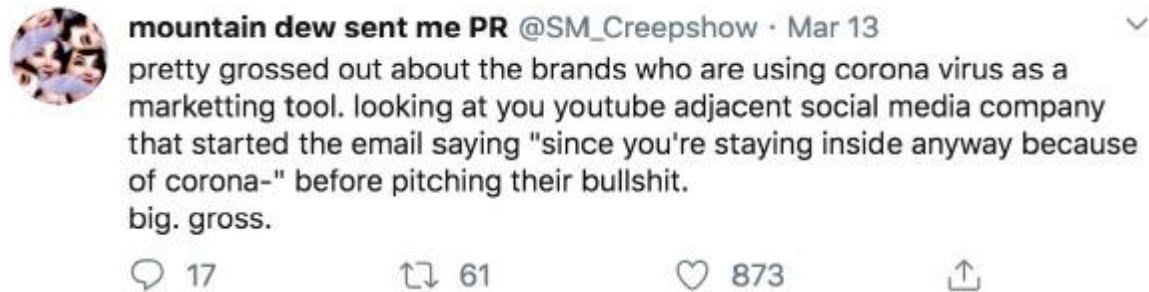 mountain dew sent me PR @SM_Creepshow · Mar 13
pretty grossed out about the brands who are using corona virus as a
marketting tool. looking at you youtube adjacent social media company
that started the email saying "since you're staying inside anyway because
of corona-" before pitching their bullshit.
big. gross.
17 61 873